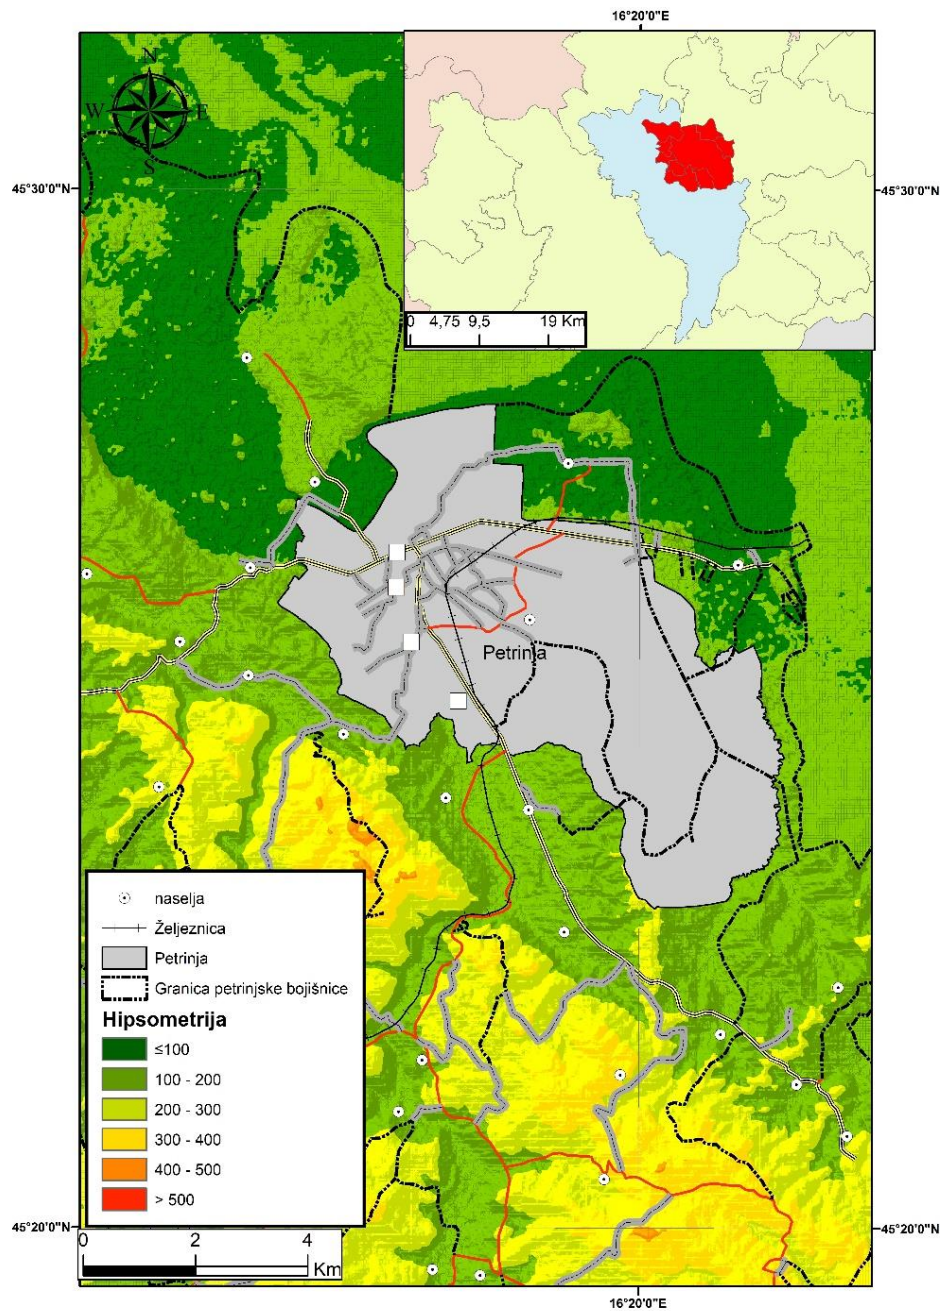 16°20'0"E
N
W E
S
45°30'0"N
45°30'0"N
0 4,75 9,5 19 Km
Petrinja
naselja
Željeznica
Petrinja
Granica petrinjske bojišnice
Hipsometrija
≤100
100 - 200
200 - 300
300 - 400
400 - 500
> 500
45°20'0"N
45°20'0"N
0 2 4
Km
16°20'0"E